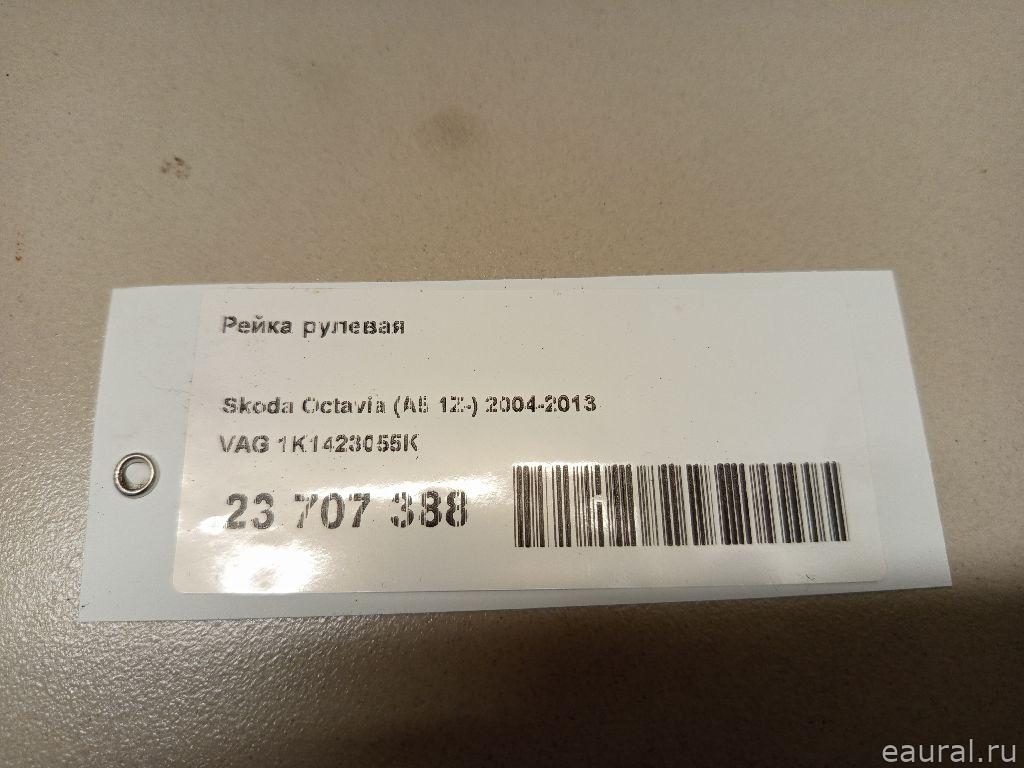 Рейка рулевая
Skoda Octavia (A5 1Z-) 2004-2013
VAG 1K1423055K
23 707 388
eaural.ru